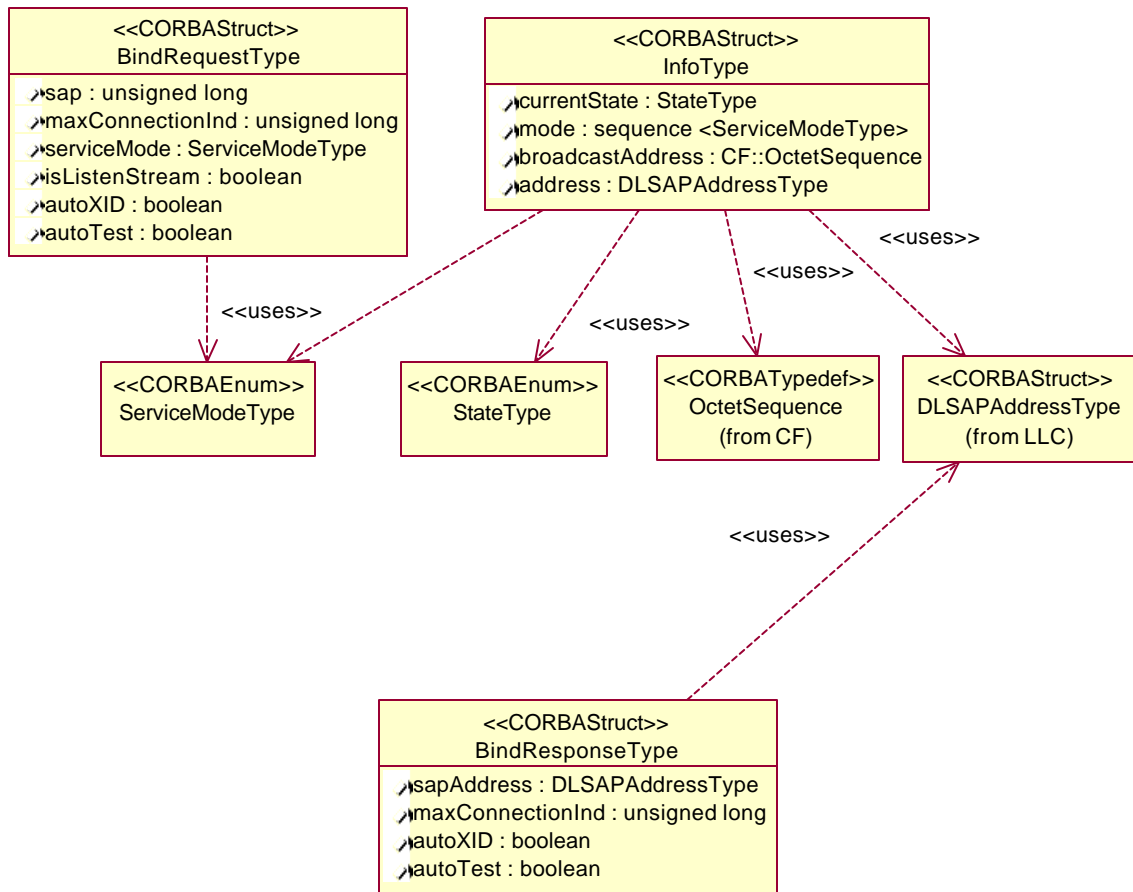 <<CORBAStruct>>
BindRequestType
sap : unsigned long
maxConnectionInd : unsigned long
serviceMode : ServiceModeType
isListenStream : boolean
autoXID : boolean
autoTest : boolean
<<CORBAStruct>>
InfoType
currentState : StateType
mode : sequence <ServiceModeType>
broadcastAddress : CF::OctetSequence
address : DLSAPAddressType
<<uses>>
<<uses>>
<<uses>>
<<uses>>
<<CORBAEnum>>
ServiceModeType
<<CORBAEnum>>
StateType
<<CORBATypedef>>
OctetSequence
(from CF)
<<CORBAStruct>>
DLSAPAddressType
(from LLC)
<<uses>>
<<CORBAStruct>>
BindResponseType
sapAddress : DLSAPAddressType
maxConnectionInd : unsigned long
autoXID : boolean
autoTest : boolean